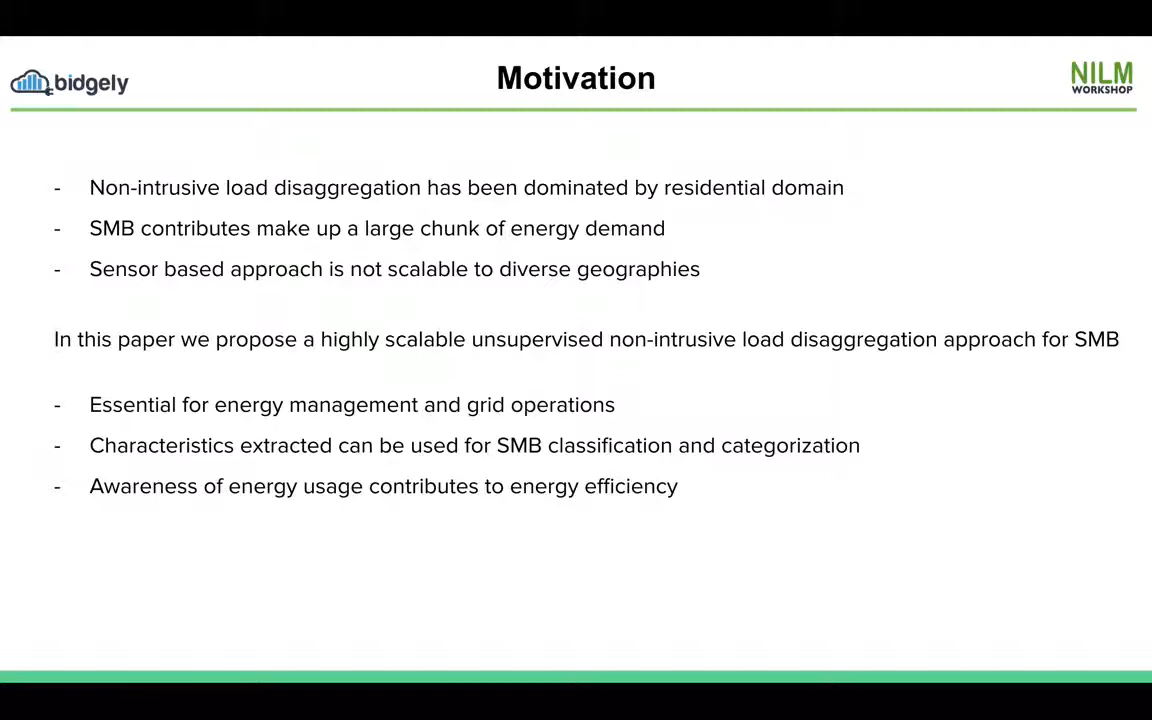 bidgely
Motivation
NILM
WORKSHOP
- Non-intrusive load disaggregation has been dominated by residential domain
- SMB contributes make up a large chunk of energy demand
- Sensor based approach is not scalable to diverse geographies
In this paper we propose a highly scalable unsupervised non-intrusive load disaggregation approach for SMB
- Essential for energy management and grid operations
- Characteristics extracted can be used for SMB classification and categorization
- Awareness of energy usage contributes to energy efficiency